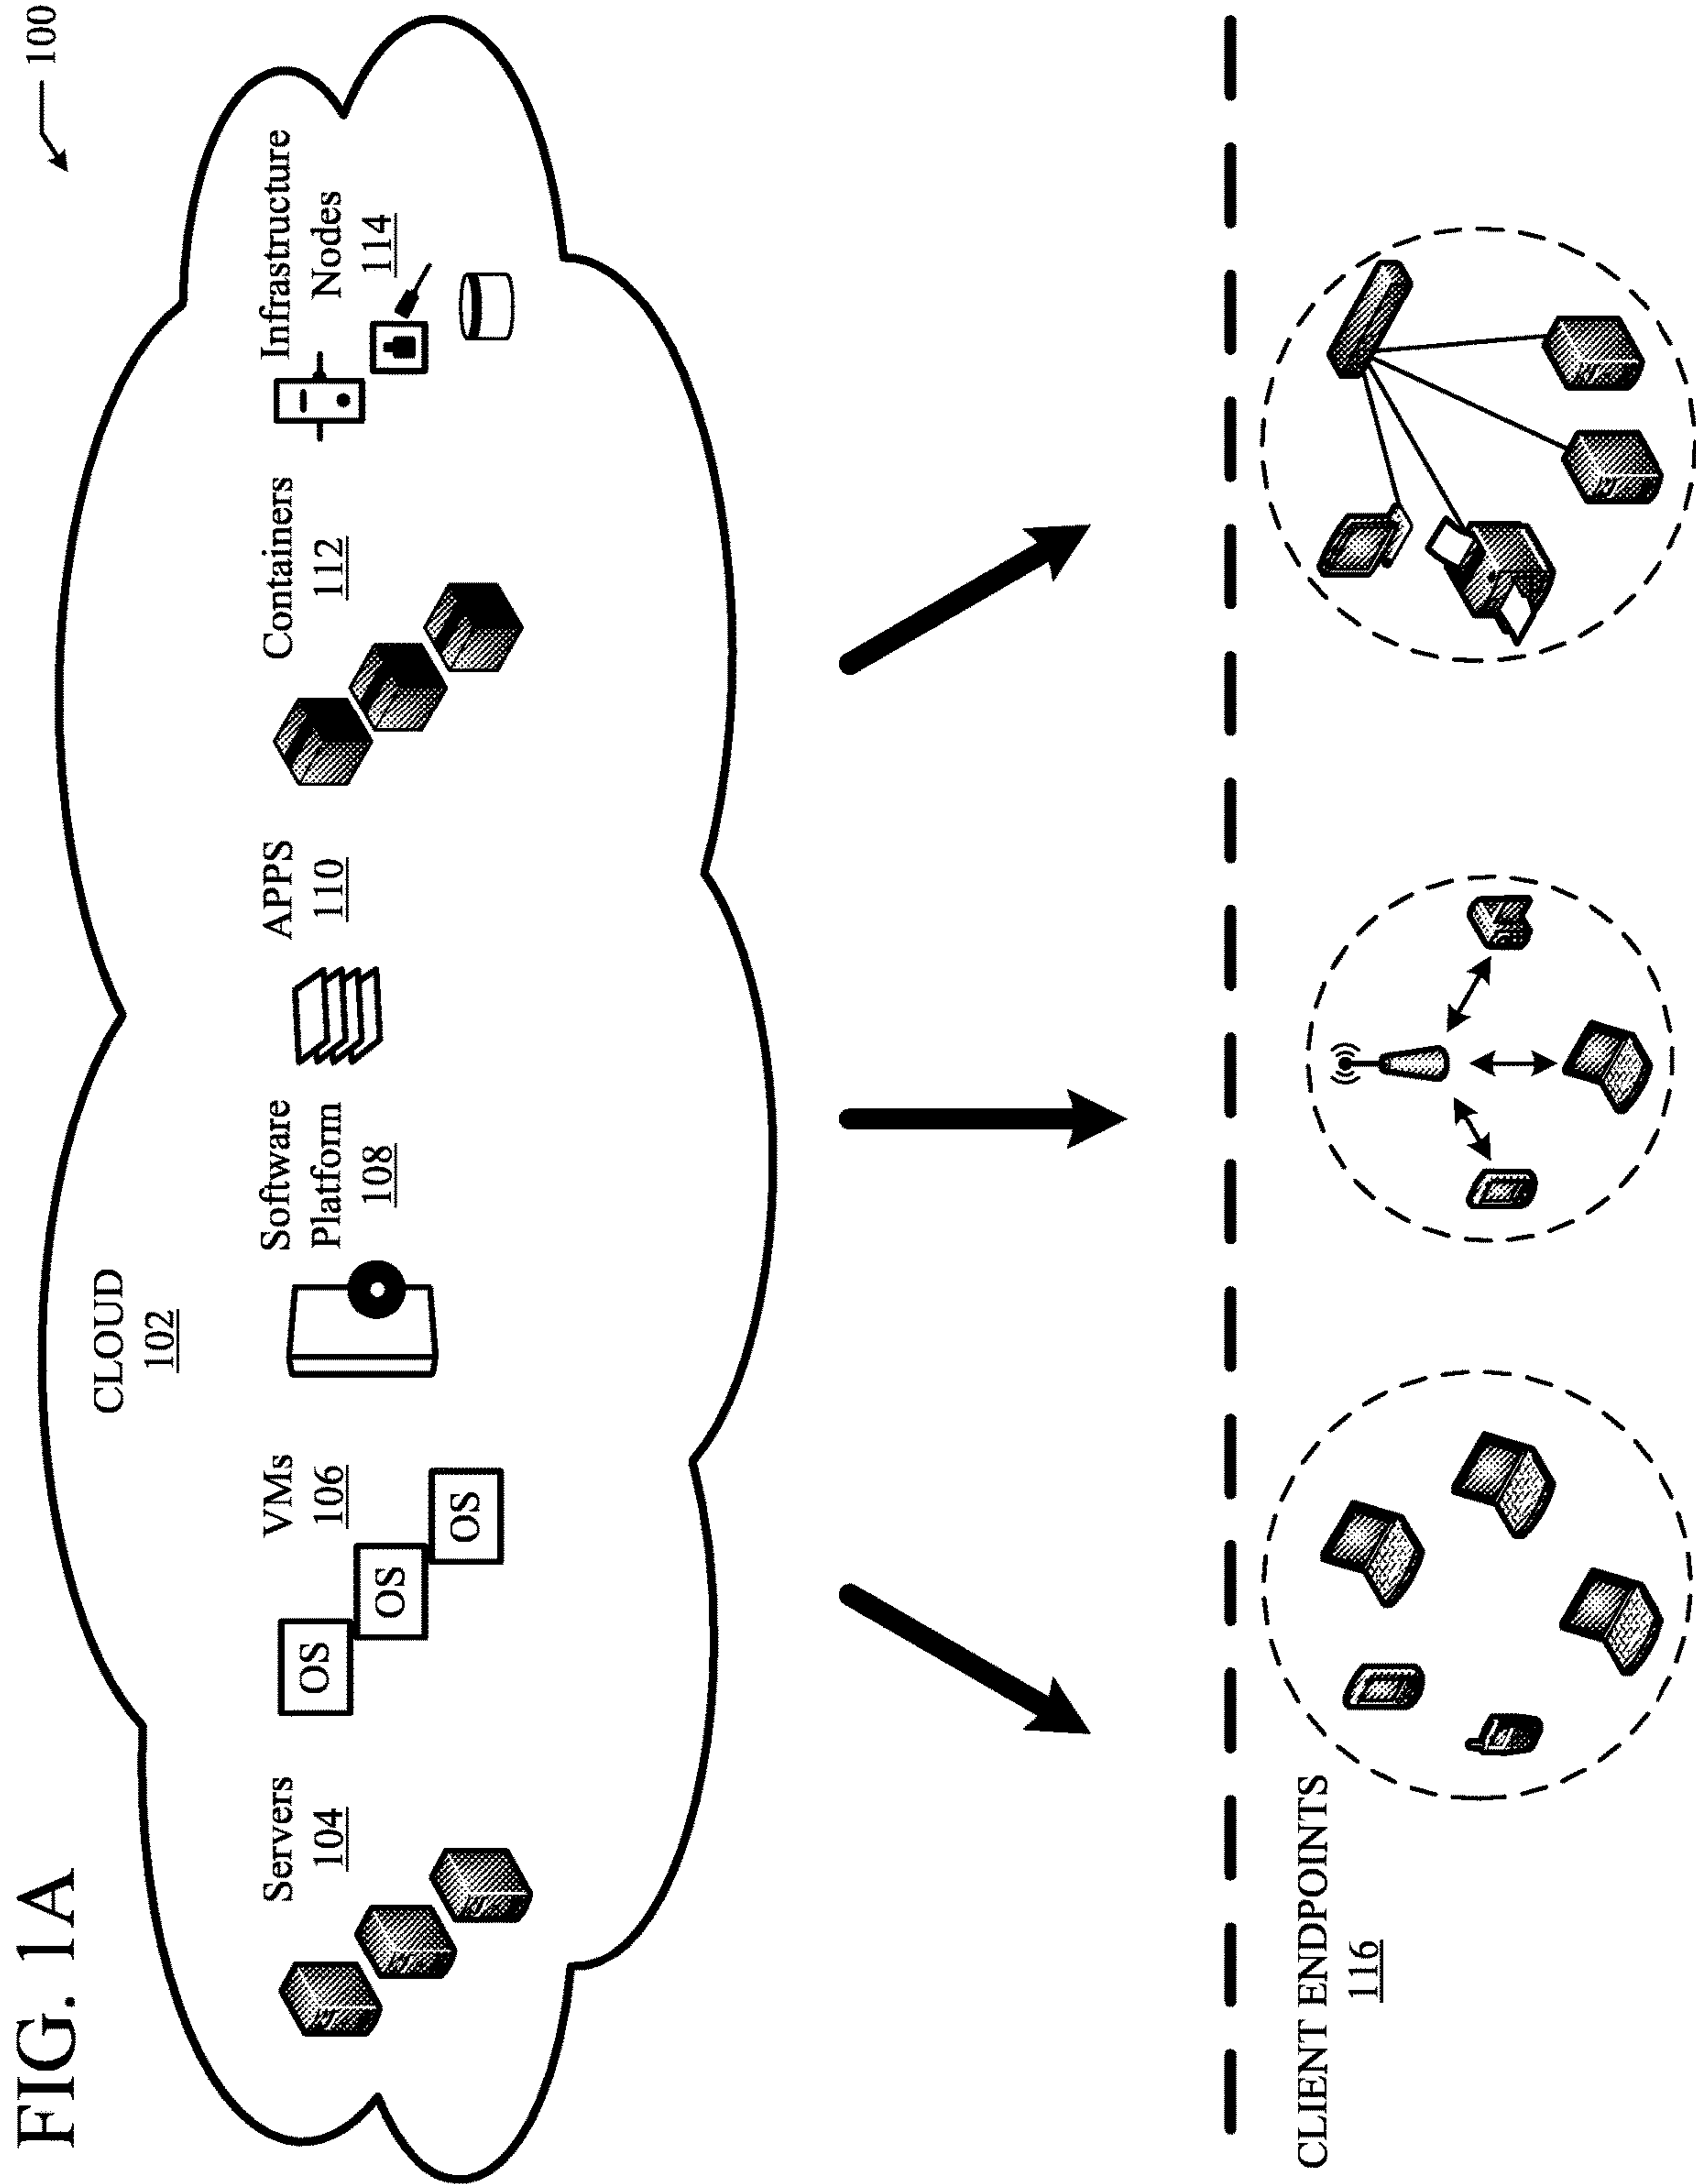 FIG. 1A
100
CLOUD
102
Servers
104
VMs
106
OS
OS
OS
Software
Platform
108
APPS
110
Containers
112
Infrastructure
Nodes
114
CLIENT ENDPOINTS
116